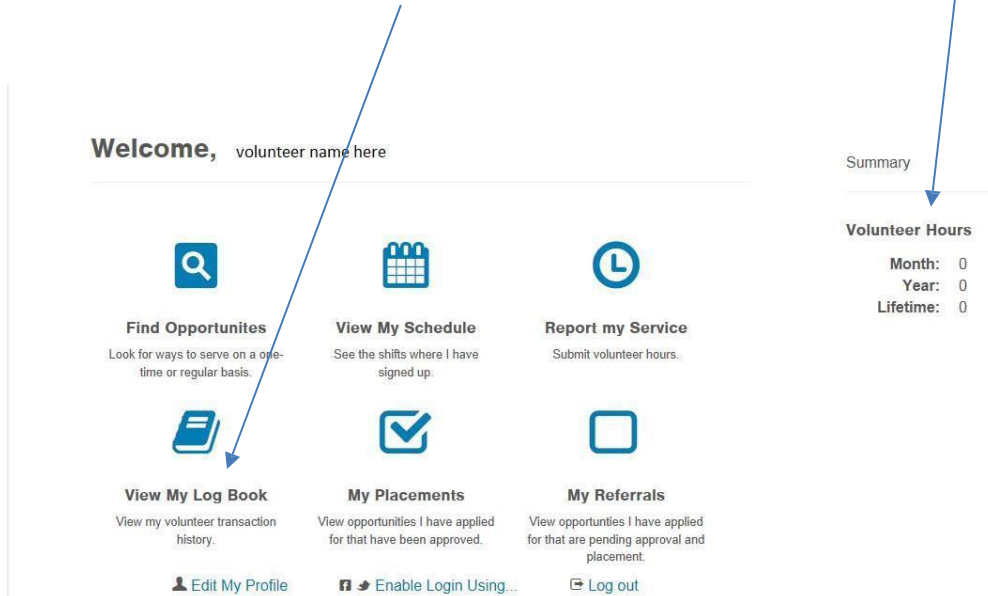 Welcome, volunteer name here
Summary
Volunteer Hours
Month: 0
Year: 0
Lifetime: 0
Find Opportunites
Look for ways to serve on a one-
time or regular basis.
View My Schedule
See the shifts where I have
signed up.
Report my Service
Submit volunteer hours.
View My Log Book
View my volunteer transaction
history.
My Placements
View opportunities I have applied
for that have been approved.
My Referrals
View opportunties I have applied
for that are pending approval and
placement.
Edit My Profile
Enable Login Using...
Log out